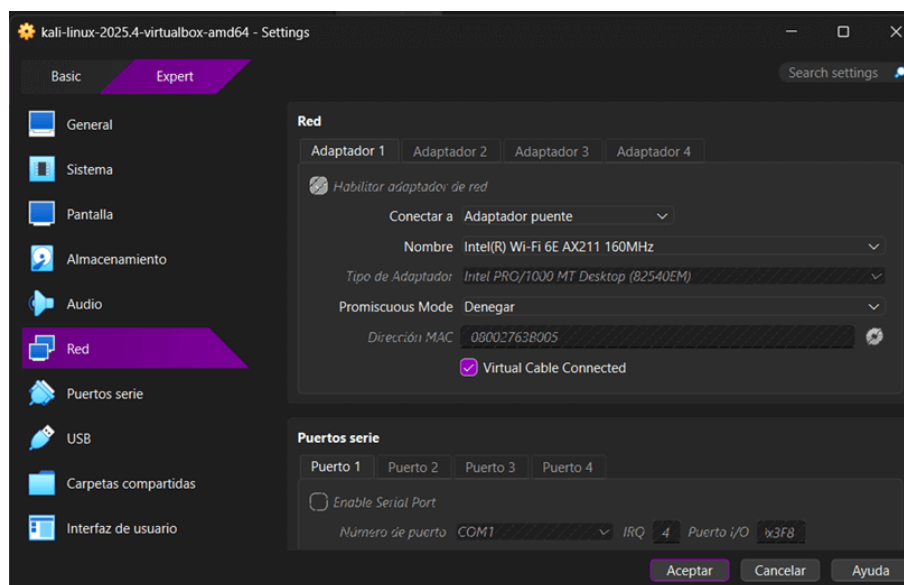 kali-linux-2025.4-virtualbox-amd64 - Settings
Basic
Expert
Search settings
General
Sistema
Pantalla
Almacenamiento
Audio
Red
Puertos serie
USB
Carpetas compartidas
Interfaz de usuario
Red
Adaptador 1 Adaptador 2 Adaptador 3 Adaptador 4
Habilitar adaptador de red
Conectar a Adaptador puente
Nombre Intel(R) Wi-Fi 6E AX211 160MHz
Tipo de Adaptador Intel PRO/1000 MT Desktop (82540EM)
Promiscuous Mode Denegar
Dirección MAC 08002763B005
Virtual Cable Connected
Puertos serie
Puerto 1 Puerto 2 Puerto 3 Puerto 4
Enable Serial Port
Número de puerto COM1 IRQ 4 Puerto i/O 0x3F8
Aceptar Cancelar Ayuda